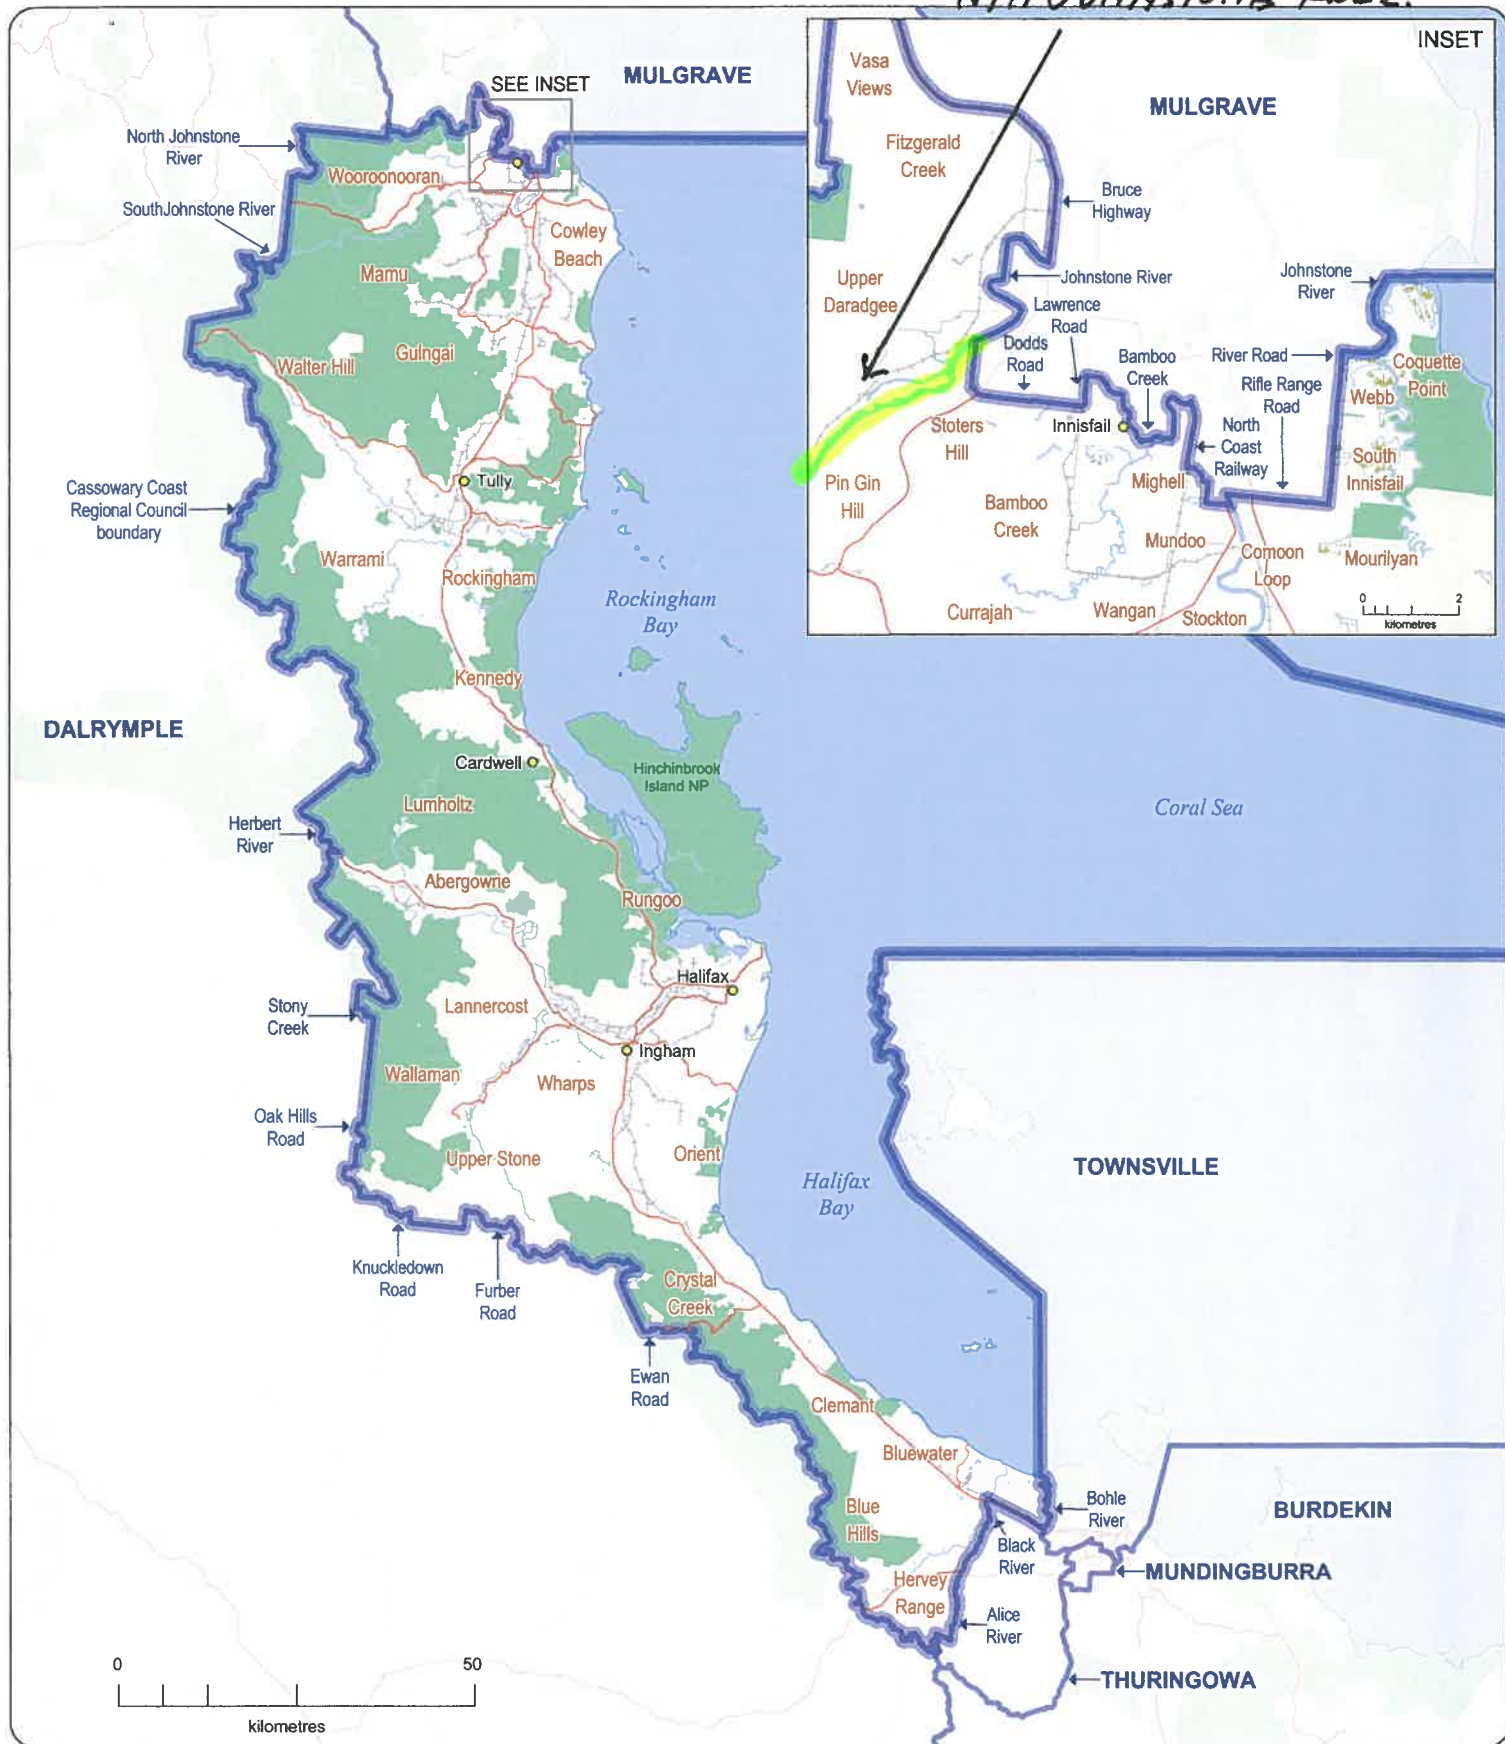 INSET
SEE INSET
MULGRAVE
North Johnstone
River
Wooroonooran
SouthJohnstone River
Cowley
Beach
Mamu
Gulngai
Walter Hill
Tully
Cassowary Coast
Regional Council
boundary
Warrami
Rockingham
Rockingham
Bay
Kennedy
DALRYMPLE
Cardwell
Hinchinbrook
Island NP
Lumholtz
Coral Sea
Herbert
River
Abergowrie
Rungoo
Halifax
Lannercost
Stony
Creek
Ingham
Wallaman
Wharps
Oak Hills
Road
Upper Stone
Orient
TOWNSVILLE
Halifax
Bay
Knuckledown
Road
Furber
Road
Crystal
Creek
Ewan
Road
Clemant
Bluewater
Blue
Hills
Bohle
River
BURDEKIN
Black
River
MUNDINGBURRA
Hervey
Range
Alice
River
THURINGOWA
0 50
kilometres
Vasa
Views
MULGRAVE
Fitzgerald
Creek
Bruce
Highway
Upper
Daradgee
Johnstone River
Johnstone
River
Lawrence
Road
Dodds
Road
Bamboo
Creek
River Road
Coquette
Point
Rifle Range
Road
Webb
Stoters
Hill
Innisfail
North
Coast
Railway
South
Innisfail
Pin Gin
Hill
Mighell
Bamboo
Creek
Mundoo
Comoon
Loop
Mourilyan
Currajah
Wangan
Stockton
0 2
kilometres